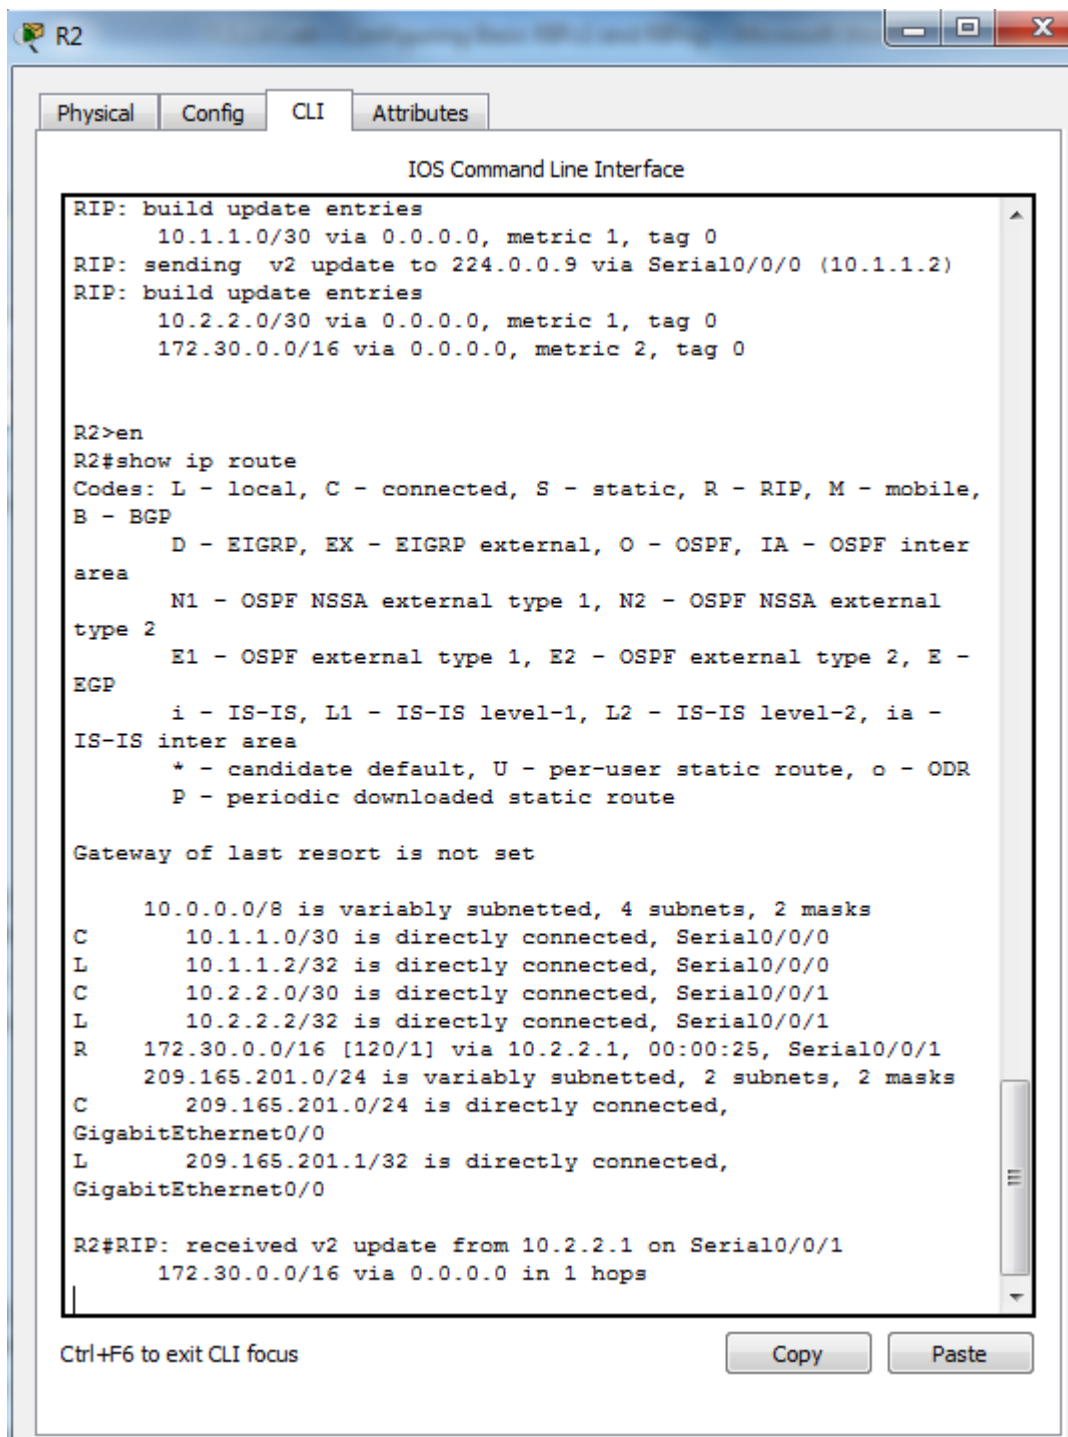 R2
Physical
Config
CLI
Attributes
IOS Command Line Interface
RIP: build update entries
10.1.1.0/30 via 0.0.0.0, metric 1, tag 0
RIP: sending  v2 update to 224.0.0.9 via Serial0/0/0 (10.1.1.2)
RIP: build update entries
10.2.2.0/30 via 0.0.0.0, metric 1, tag 0
172.30.0.0/16 via 0.0.0.0, metric 2, tag 0
R2>en
R2#show ip route
Codes: L - local, C - connected, S - static, R - RIP, M - mobile,
B - BGP
D - EIGRP, EX - EIGRP external, O - OSPF, IA - OSPF inter
area
N1 - OSPF NSSA external type 1, N2 - OSPF NSSA external
type 2
E1 - OSPF external type 1, E2 - OSPF external type 2, E -
EGP
i - IS-IS, L1 - IS-IS level-1, L2 - IS-IS level-2, ia -
IS-IS inter area
* - candidate default, U - per-user static route, o - ODR
P - periodic downloaded static route
Gateway of last resort is not set
10.0.0.0/8 is variably subnetted, 4 subnets, 2 masks
C 10.1.1.0/30 is directly connected, Serial0/0/0
L 10.1.1.2/32 is directly connected, Serial0/0/0
C 10.2.2.0/30 is directly connected, Serial0/0/1
L 10.2.2.2/32 is directly connected, Serial0/0/1
R 172.30.0.0/16 [120/1] via 10.2.2.1, 00:00:25, Serial0/0/1
209.165.201.0/24 is variably subnetted, 2 subnets, 2 masks
C 209.165.201.0/24 is directly connected,
GigabitEthernet0/0
L 209.165.201.1/32 is directly connected,
GigabitEthernet0/0
R2#RIP: received v2 update from 10.2.2.1 on Serial0/0/1
172.30.0.0/16 via 0.0.0.0 in 1 hops
Ctrl+F6 to exit CLI focus
Copy
Paste